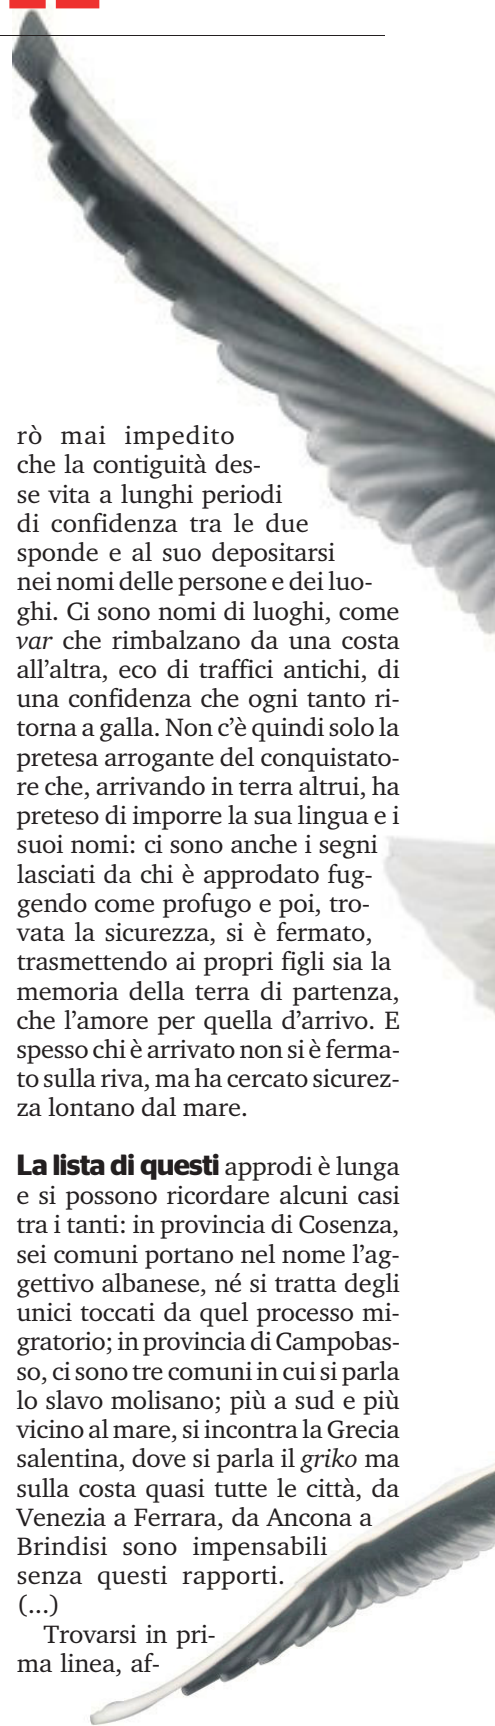 rò mai impedito
che la contiguità des-
se vita a lunghi periodi
di confidenza tra le due
sponde e al suo depositarsi
nei nomi delle persone e dei luo-
ghi. Ci sono nomi di luoghi, come
var che rimbalzano da una costa
all’altra, eco di traffici antichi, di
una confidenza che ogni tanto ri-
torna a galla. Non c’è quindi solo la
pretesa arrogante del conquistato-
re che, arrivando in terra altrui, ha
preteso di imporre la sua lingua e i
suoi nomi: ci sono anche i segni
lasciati da chi è approdato fug-
gendo come profugo e poi, tro-
vata la sicurezza, si è fermato,
trasmettendo ai propri figli sia la
memoria della terra di partenza,
che l’amore per quella d’arrivo. E
spesso chi è arrivato non si è ferma-
to sulla riva, ma ha cercato sicurez-
za lontano dal mare.
La lista di questi approdi è lunga
e si possono ricordare alcuni casi
tra i tanti: in provincia di Cosenza,
sei comuni portano nel nome l’ag-
gettivo albanese, né si tratta degli
unici toccati da quel processo mi-
gratorio; in provincia di Campobas-
so, ci sono tre comuni in cui si parla
lo slavo molisano; più a sud e più
vicino al mare, si incontra la Grecia
salentina, dove si parla il griko ma
sulla costa quasi tutte le città, da
Venezia a Ferrara, da Ancona a
Brindisi sono impensabili
senza questi rapporti.
(...)
Trovarsi in pri-
ma linea, af-